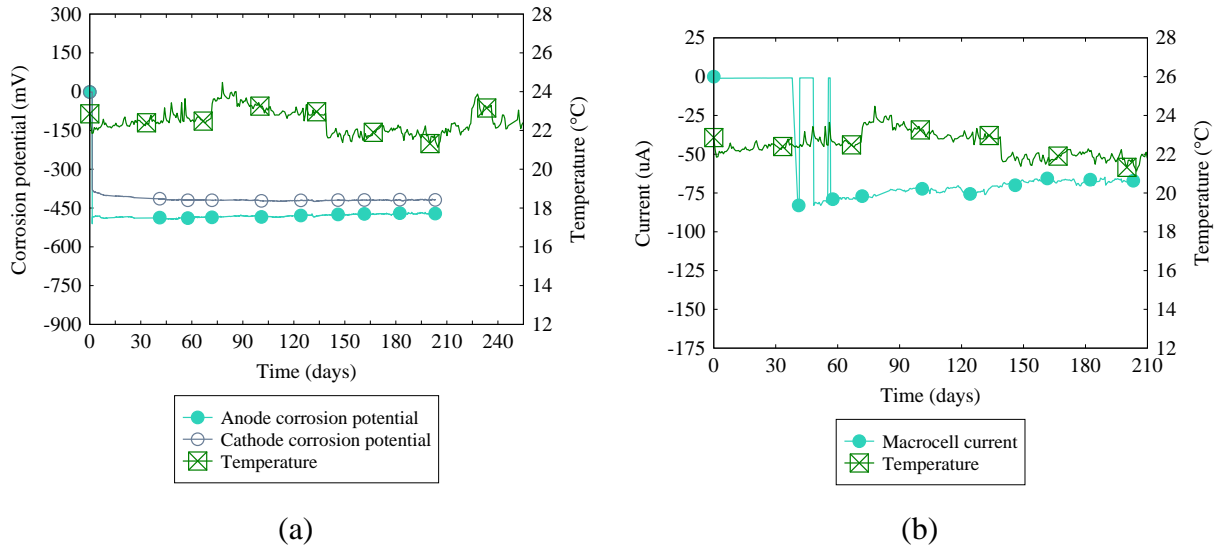 300
150
0
-150
-300
-450
-600
-750
-900
Corrosion potential (mV)
28
26
24
22
20
18
16
14
12
Temperature (°C)
0 30 60 90 120 150 180 210 240
Time (days)
Anode corrosion potential
Cathode corrosion potential
Temperature
(a)
25
0
-25
-50
-75
-100
-125
-150
-175
Current (uA)
28
26
24
22
20
18
16
14
12
Temperature (°C)
0 30 60 90 120 150 180 210
Time (days)
Macrocell current
Temperature
(b)